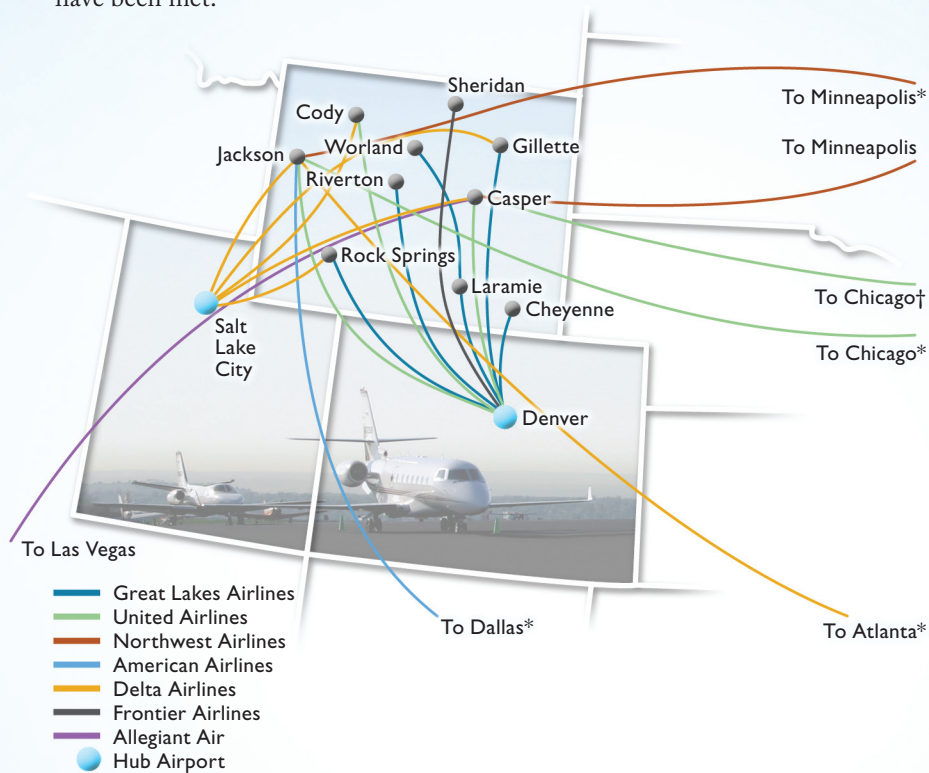 have been met.
Sheridan
To Minneapolis*
Cody
To Minneapolis
Jackson
Worland
Gillette
Riverton
Casper
Rock Springs
Laramie
To Chicago†
Cheyenne
Salt
Lake
City
To Chicago*
Denver
To Las Vegas
Great Lakes Airlines
United Airlines
To Dallas*
To Atlanta*
Northwest Airlines
American Airlines
Delta Airlines
Frontier Airlines
Allegiant Air
Hub Airport